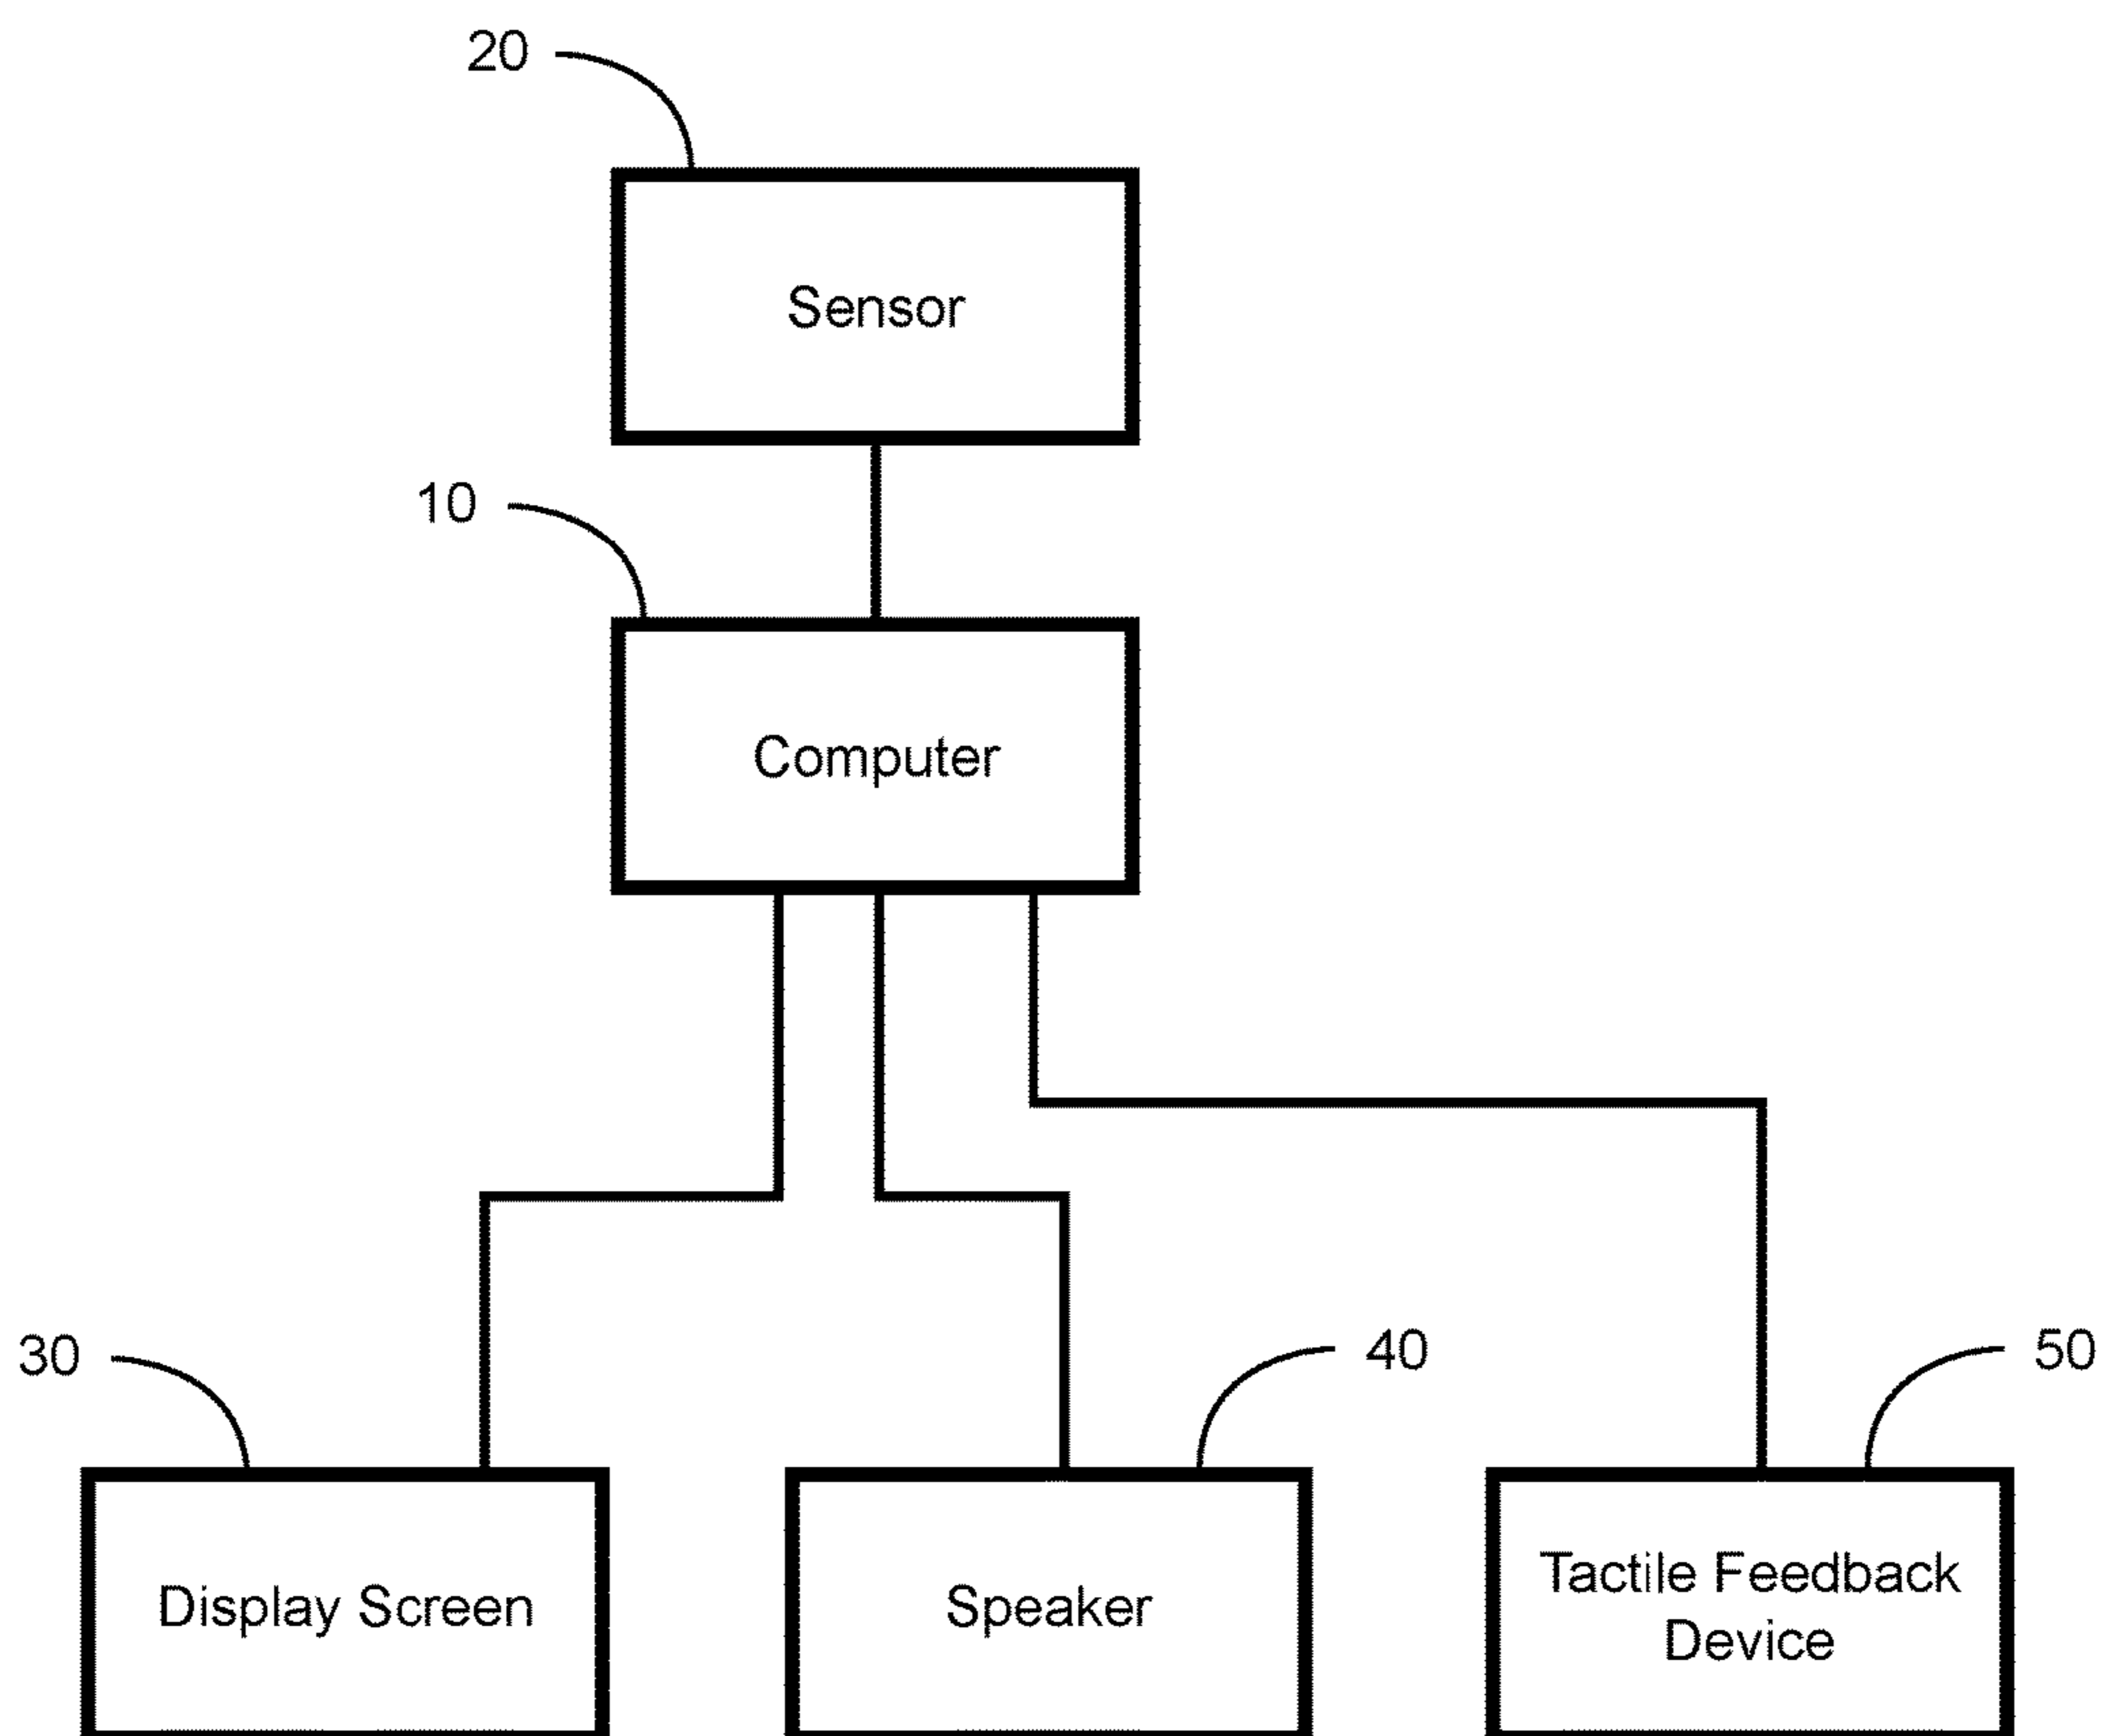 20
Sensor
10
Computer
30
40
50
Display Screen
Speaker
Tactile Feedback
Device